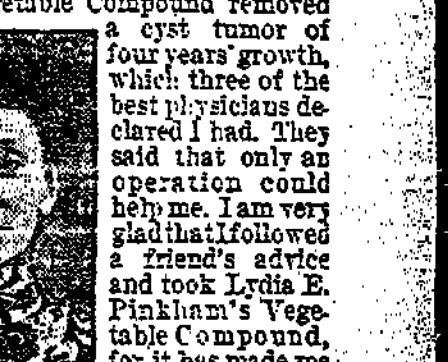 etable Compound removed
a cyst tumor of
four years' growth,
which three of the
best physicians de-
clared I had. They
said that only an
operation could
help me. I am very
glad that I followed
a friend's advice
and took Lydia E.
Pinkham's Vege-
table Compound,
for it has made me